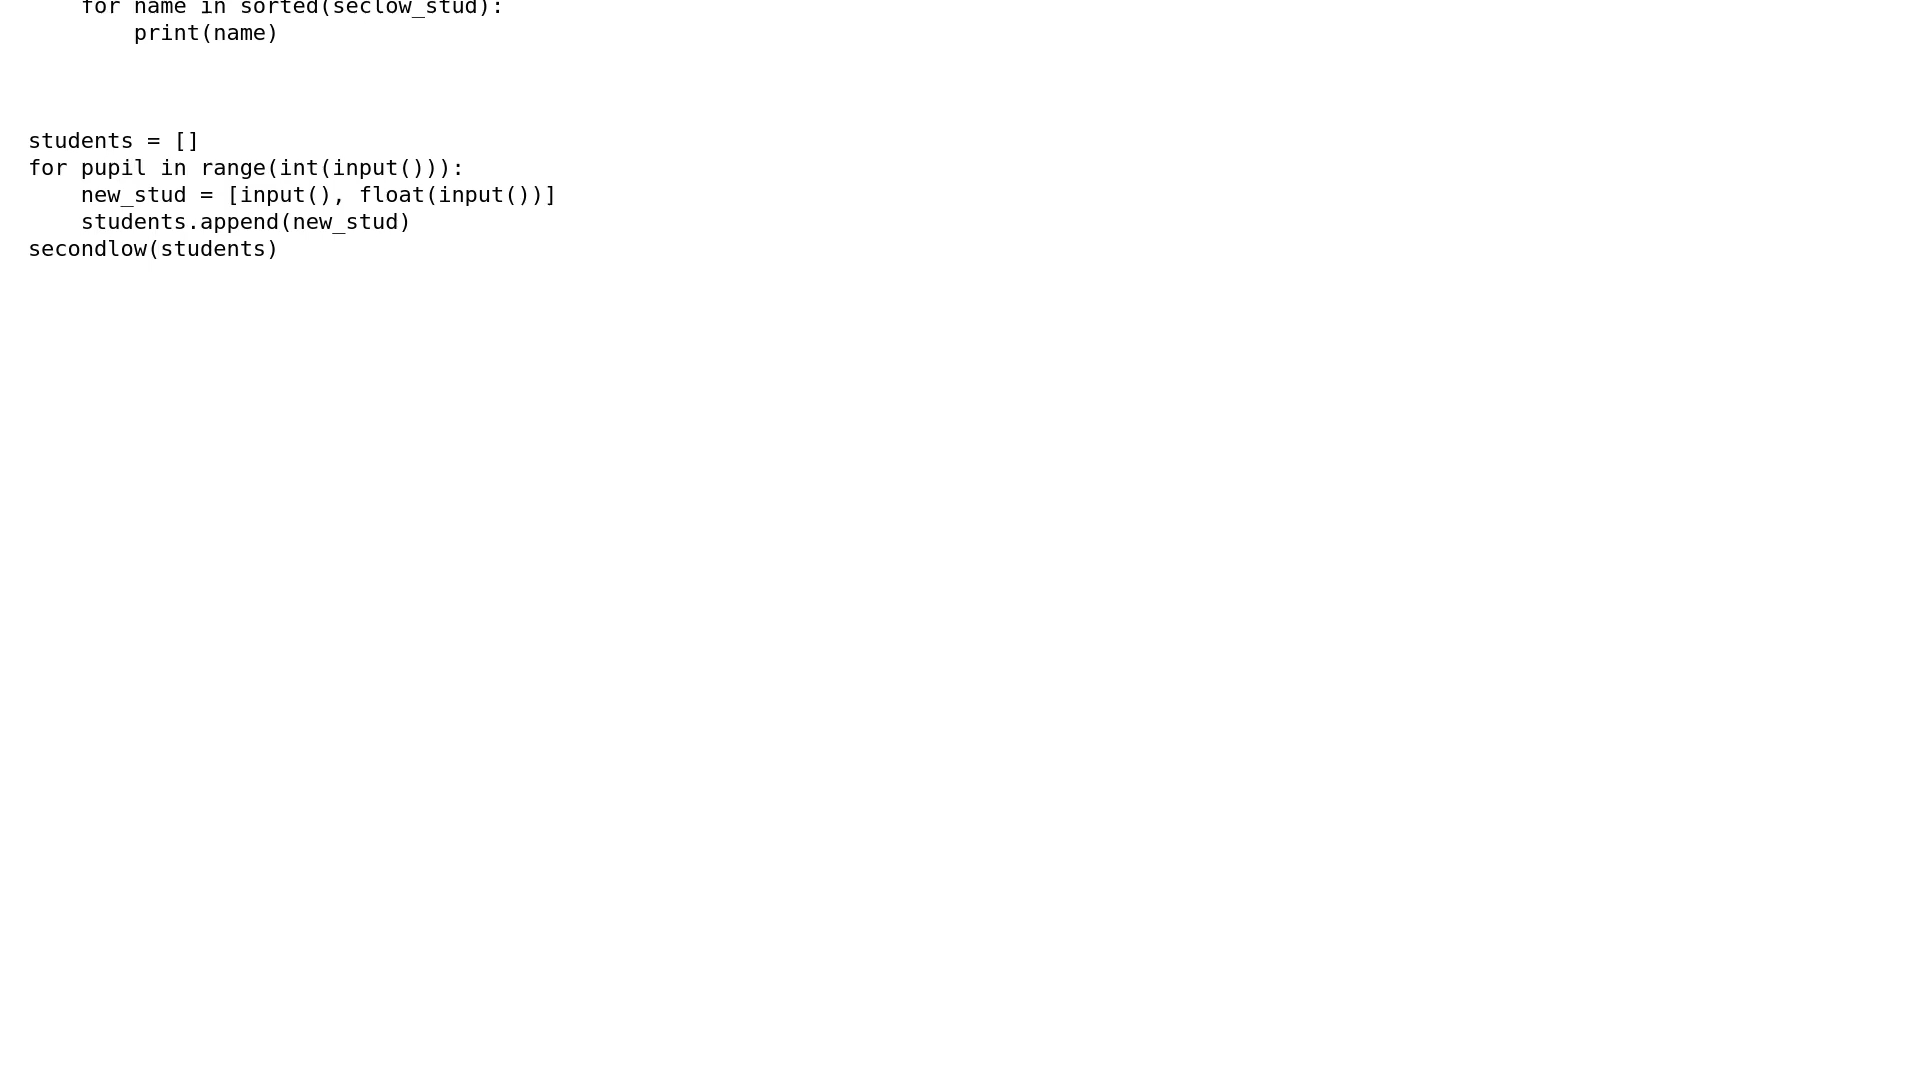 for name in sorted(seclow_stud):
        print(name)
students = []
for pupil in range(int(input())):
    new_stud = [input(), float(input())]
    students.append(new_stud)
secondlow(students)